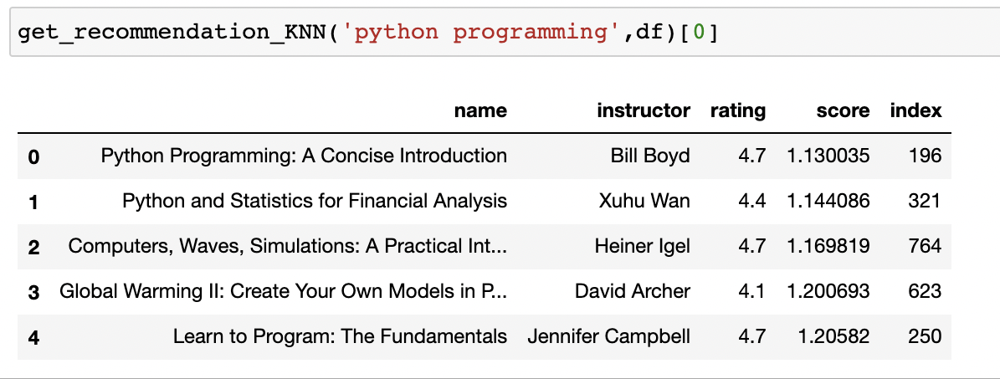 get_recommendation_KNN('python programming',df)[0]
name instructor rating score index
0 Python Programming: A Concise Introduction Bill Boyd 4.7 1.130035 196
1 Python and Statistics for Financial Analysis Xuhu Wan 4.4 1.144086 321
2 Computers, Waves, Simulations: A Practical Int... Heiner Igel 4.7 1.169819 764
3 Global Warming II: Create Your Own Models in P... David Archer 4.1 1.200693 623
4 Learn to Program: The Fundamentals Jennifer Campbell 4.7 1.20582 250